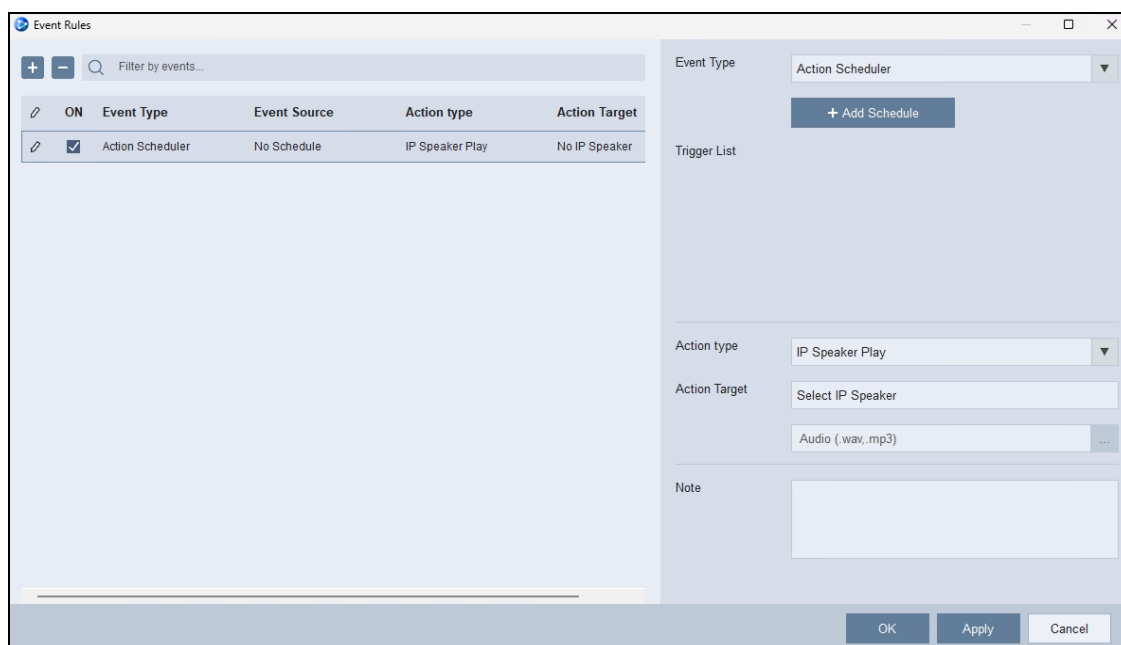 Event Rules
Filter by events...
ON Event Type Event Source Action type Action Target
Action Scheduler No Schedule IP Speaker Play No IP Speaker
Event Type Action Scheduler
+ Add Schedule
Trigger List
Action type IP Speaker Play
Action Target Select IP Speaker
Audio (.wav,.mp3) ...
Note
OK Apply Cancel